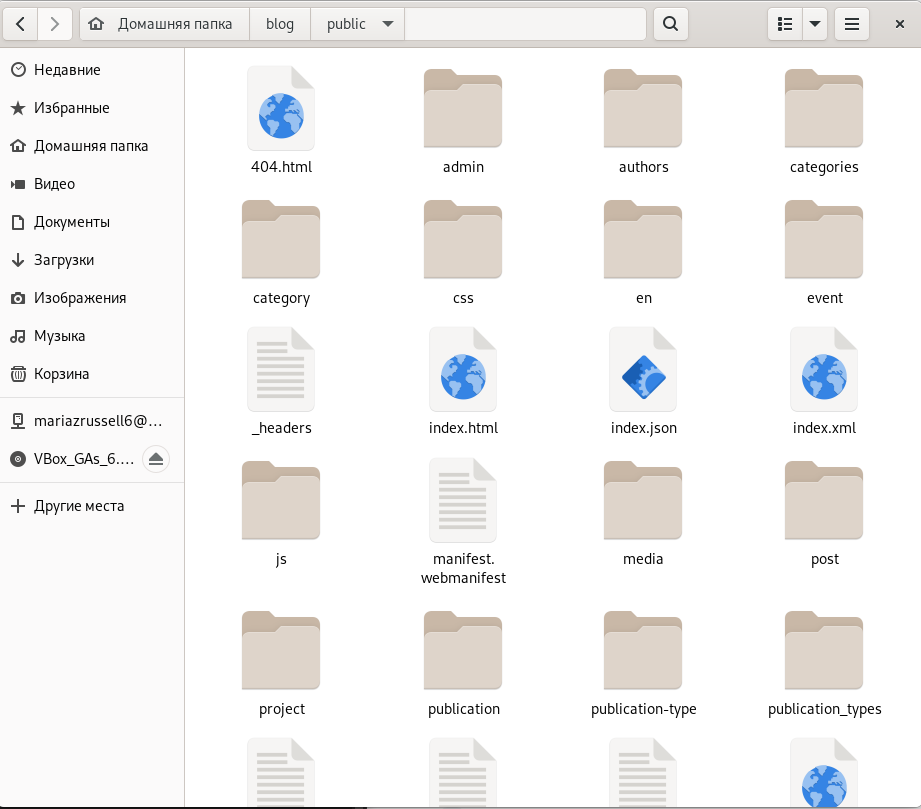 Домашняя папка blog public
Недавние
Избранные
Домашняя папка
Видео
Документы
Загрузки
Изображения
Музыка
Корзина
mariazrussell6@...
VBox_GAs_6....
Другие места
404.html admin authors categories
category css en event
_headers index.html index.json index.xml
js manifest. media post
webmanifest
project publication publication-type publication_types